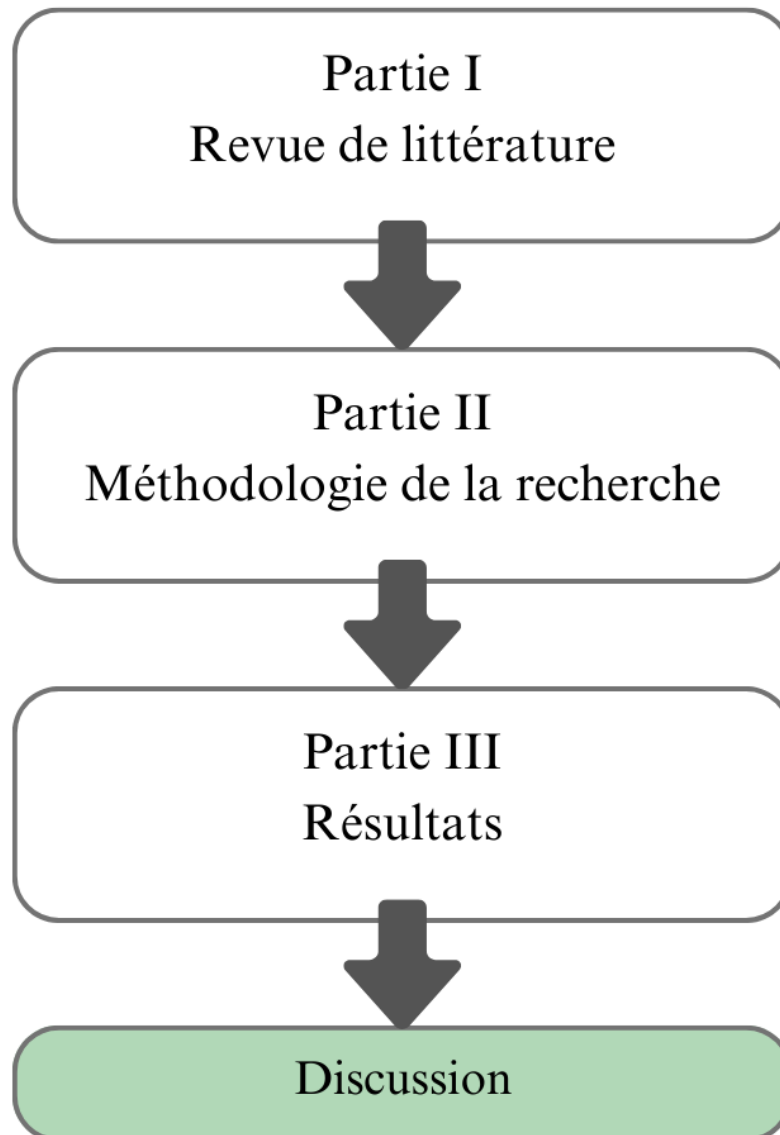 Partie I
Revue de littérature
Partie II
Méthodologie de la recherche
Partie III
Résultats
Discussion